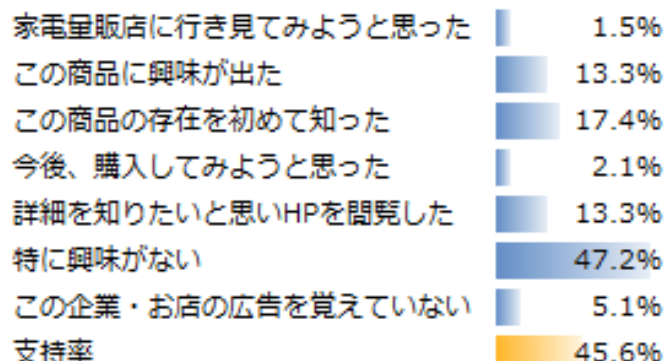 家電量販店に行き見てみようと思った 1.5%
この商品に興味が出た 13.3%
この商品の存在を初めて知った 17.4%
今後、購入してみようと思った 2.1%
詳細を知りたいと思いHPを閲覧した 13.3%
特に興味がない 47.2%
この企業・お店の広告を覚えていない 5.1%
支持率 45.6%